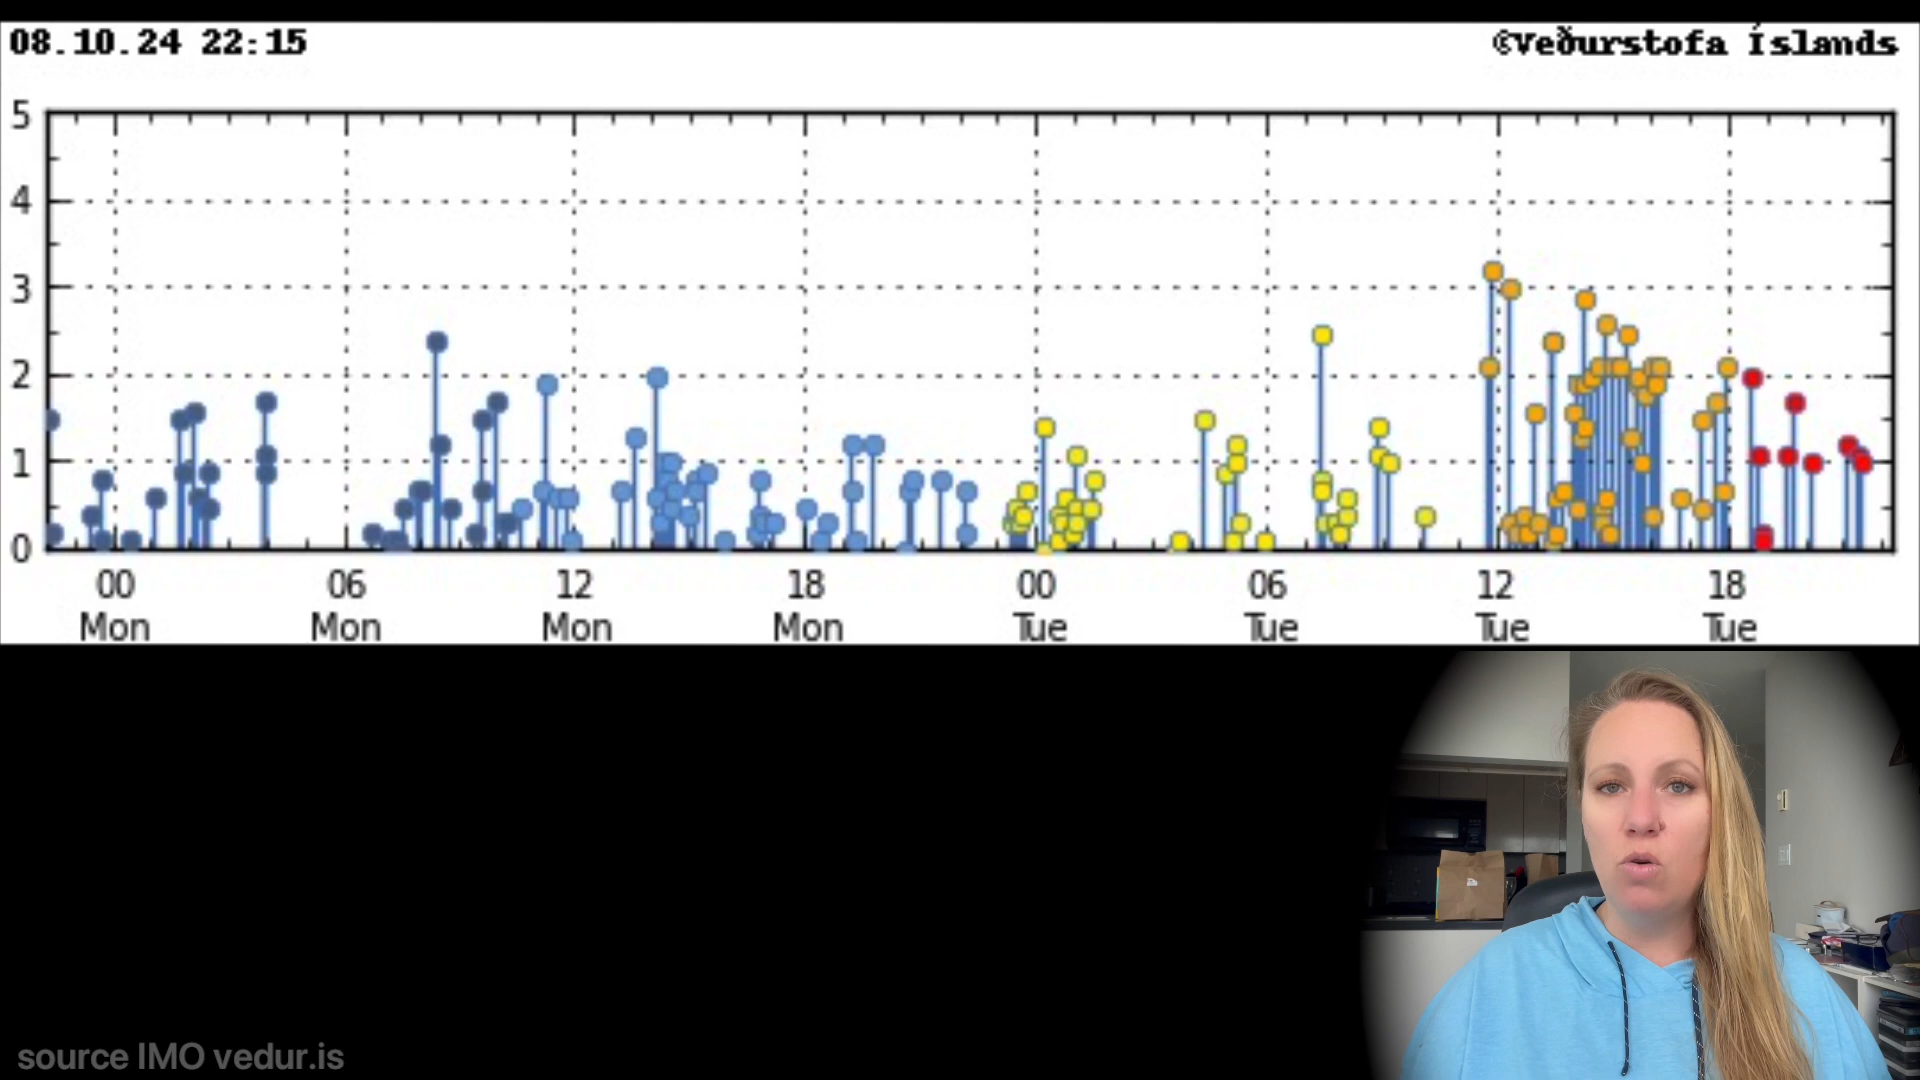 08.10.24 22:15
©Veðurstofa Íslands
5
4
3
2
1
0
00 06 12 18 00 06 12 18
Mon Mon Mon Mon Tue Tue Tue Tue
source IMO vedur.is